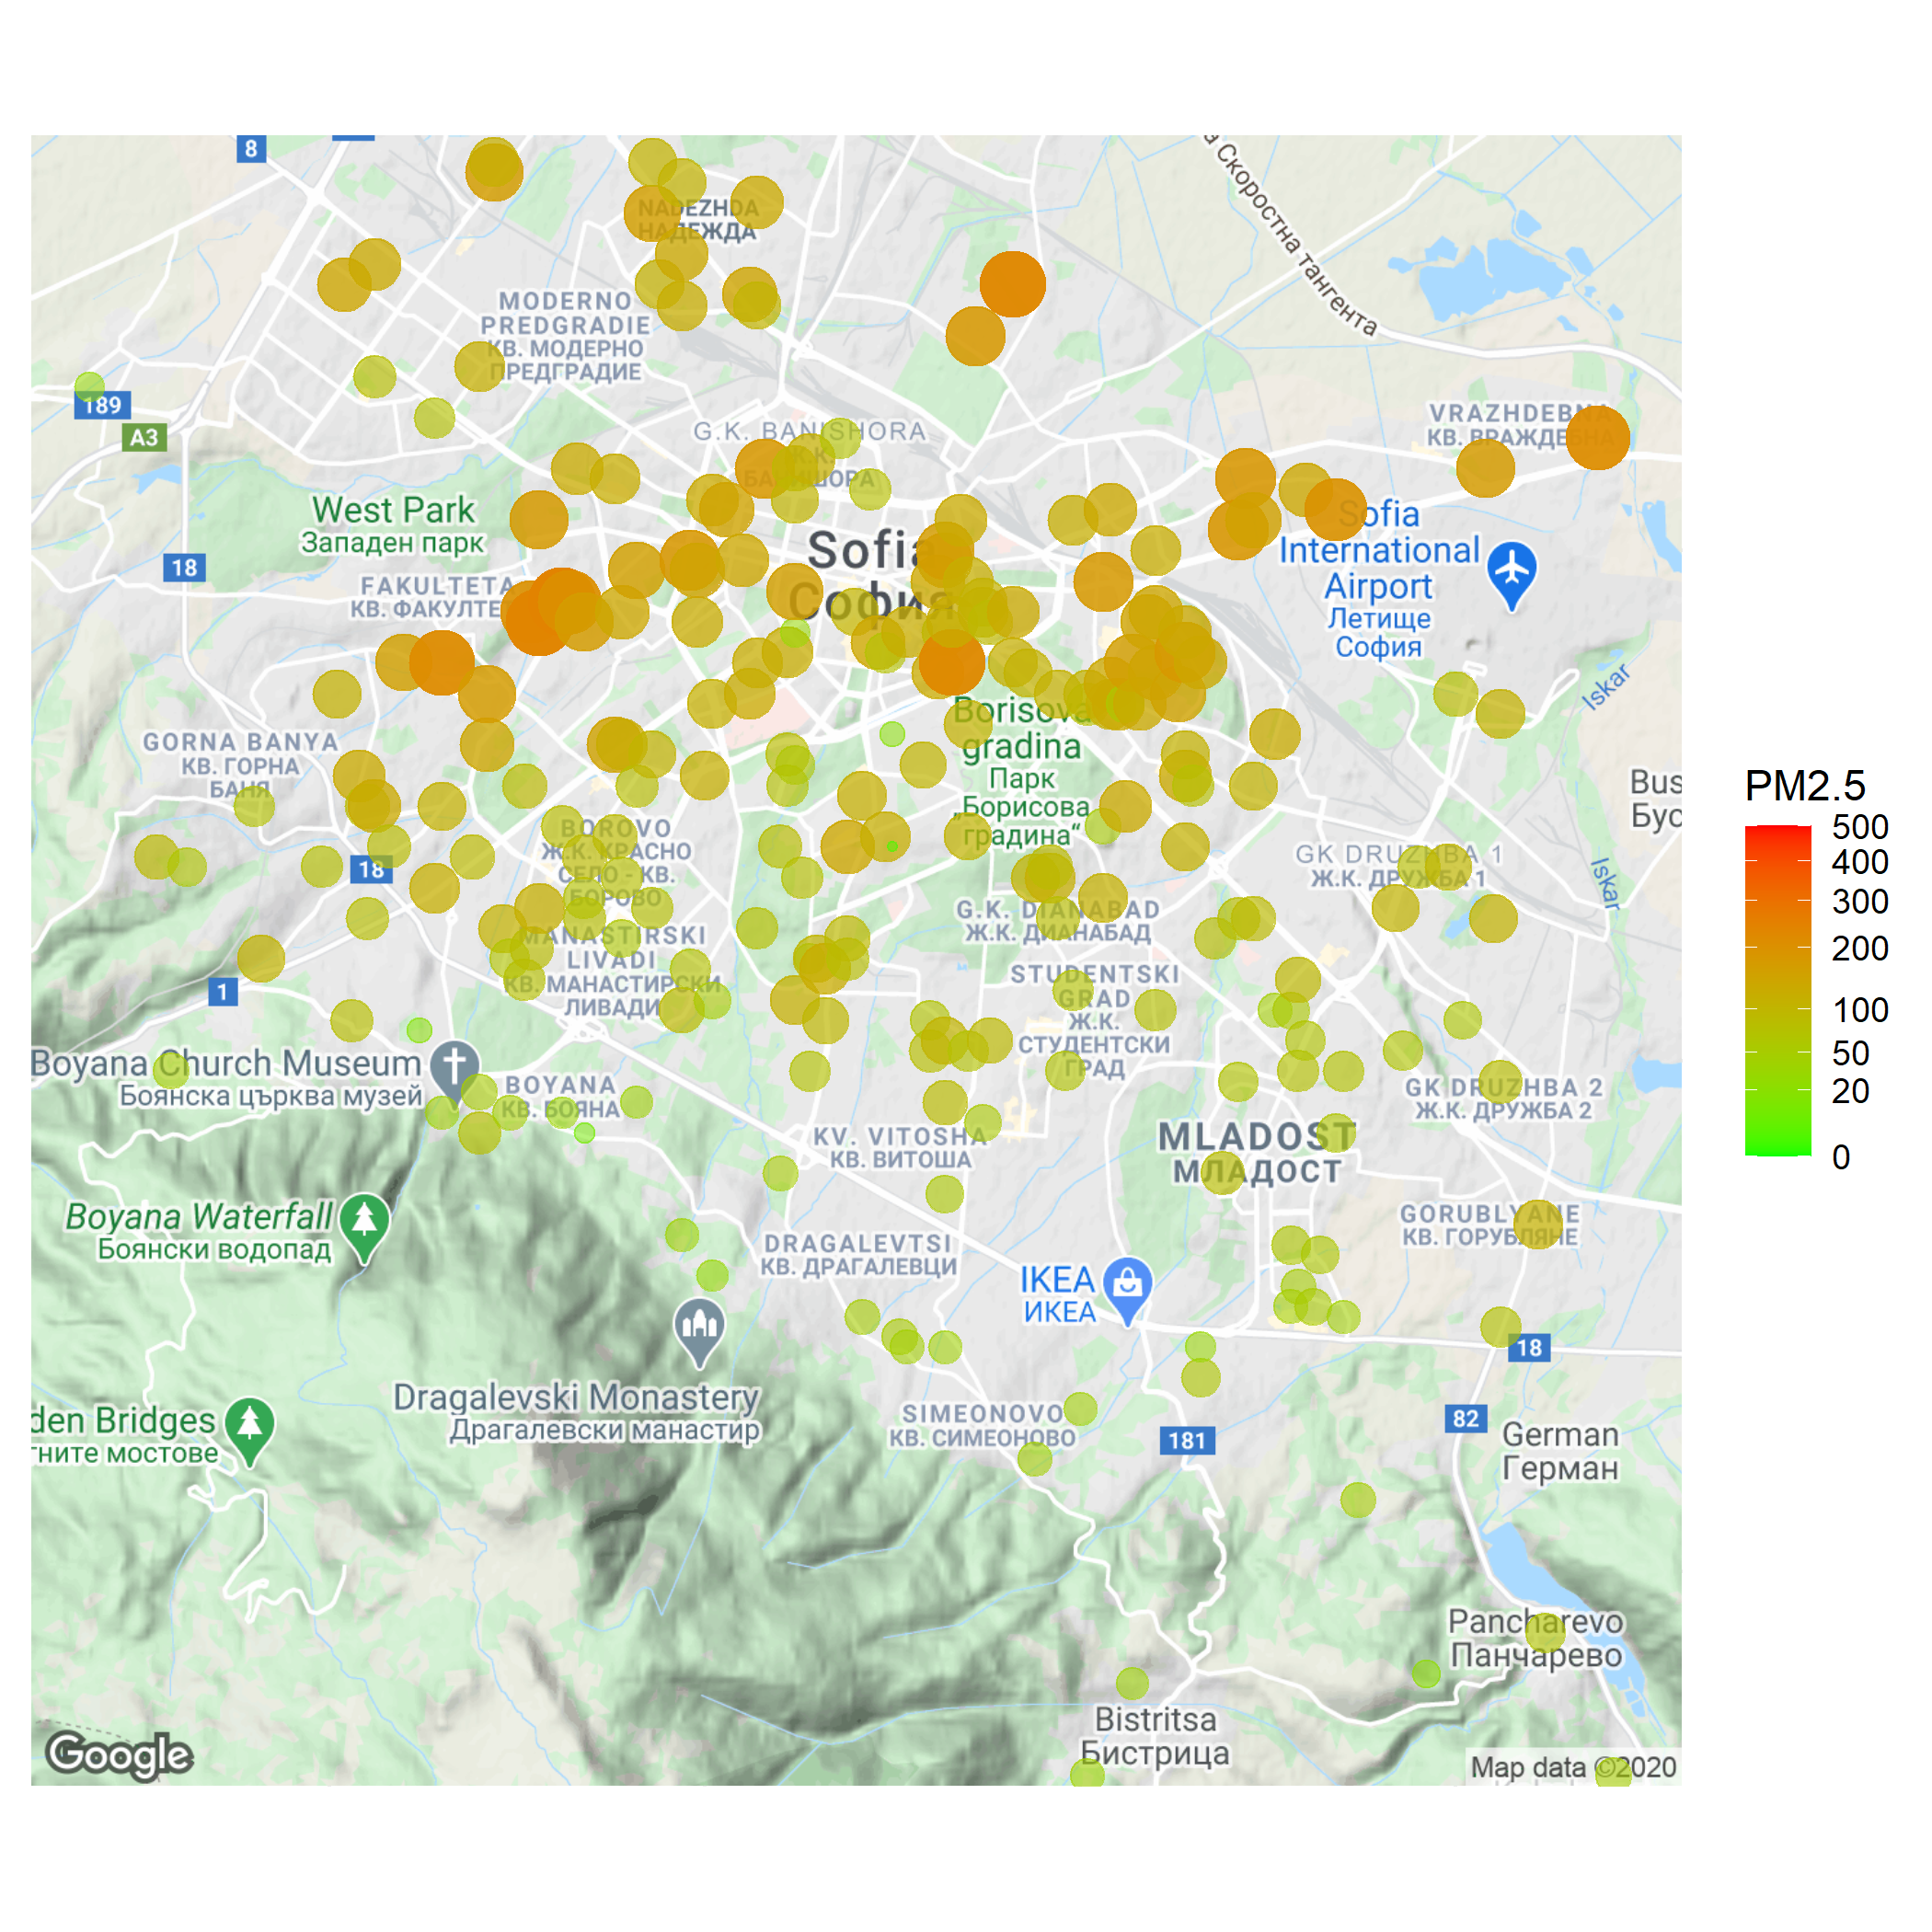 8
а Скоростна тангента
NADEZHDA
НАДЕЖДА
MODERNO
PREDGRADIE
КВ. МОДЕРНО
ПРЕДГРАДИЕ
189
A3
G.K. BANISHORA
Ж.К.
БАНИШОРА
VRAZHDEBNA
КВ. ВРАЖДЕБНА
West Park
Западен парк
Sofia
София
Sofia
International
Airport
Летище
София
18
FAKULTETA
КВ. ФАКУЛТЕ
Iskar
Borisova
gradina
Парк
„Борисова
градина“
GORNA BANYA
КВ. ГОРНА
БАНЯ
Bus
Бус
PM2.5
500
400
300
200
100
50
20
0
BOROVO
Ж.К. КРАСНО
СЕЛО - КВ.
БОРОВО
18
GK DRUZHBA 1
Ж.К. ДРУЖБА 1
Iskar
G.K. DIANABAD
Ж.К. ДИАНАБАД
MANASTIRSKI
LIVADI
КВ. МАНАСТИРСКИ
ЛИВАДИ
1
STUDENTSKI
GRAD
Ж.К.
СТУДЕНТСКИ
ГРАД
Boyana Church Museum
Боянска църква музей
BOYANA
КВ. БОЯНА
GK DRUZHBA 2
Ж.К. ДРУЖБА 2
KV. VITOSHA
КВ. ВИТОША
MLADOST
МЛАДОСТ
Boyana Waterfall
Боянски водопад
GORUBLYANE
КВ. ГОРУБЛЯНЕ
DRAGALEVTSI
КВ. ДРАГАЛЕВЦИ
IKEA
ИКЕА
18
Dragalevski Monastery
Драгалевски манастир
den Bridges
тните мостове
SIMEONOVO
КВ. СИМЕОНОВО
181
82
German
Герман
Pancharevo
Панчарево
Bistritsa
Бистрица
Google
Map data ©2020